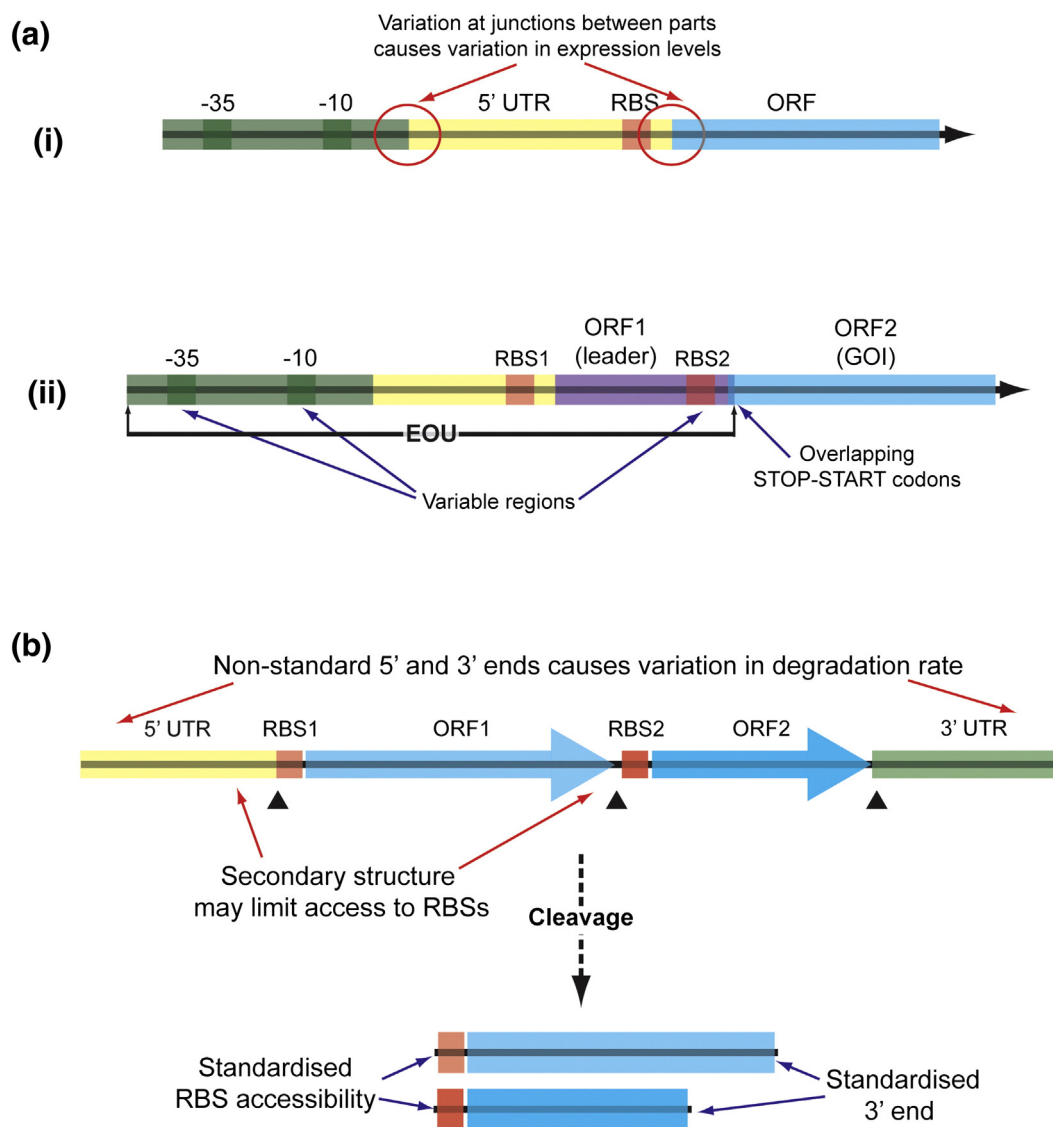 (a)
Variation at junctions between parts
causes variation in expression levels
-35
-10
5’ UTR
RBS
ORF
(i)
ORF1
(leader)
ORF2
(GOI)
-35
-10
RBS1
RBS2
(ii)
EOU
Overlapping
STOP-START codons
Variable regions
(b)
Non-standard 5’ and 3’ ends causes variation in degradation rate
5’ UTR
RBS1
ORF1
RBS2
ORF2
3’ UTR
Secondary structure
may limit access to RBSs
Cleavage
Standardised
RBS accessibility
Standardised
3’ end